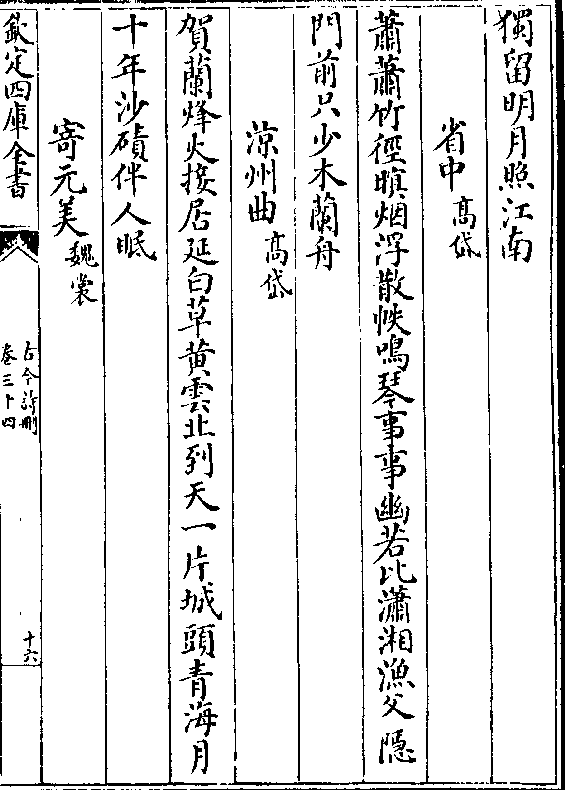 獨留明月照江南
省中 髙岱
蕭蕭竹徑暝烟浮散帙鳴琴事事幽若比瀟湘漁父隱
門前只少木蘭舟
涼州曲 髙岱
賀蘭烽火接居延白草黄雲北到天一片城頭青海月
十年沙磧伴人眠
寄元美 魏裳
欽定四庫全書
古今詩刪
卷三十四
十六